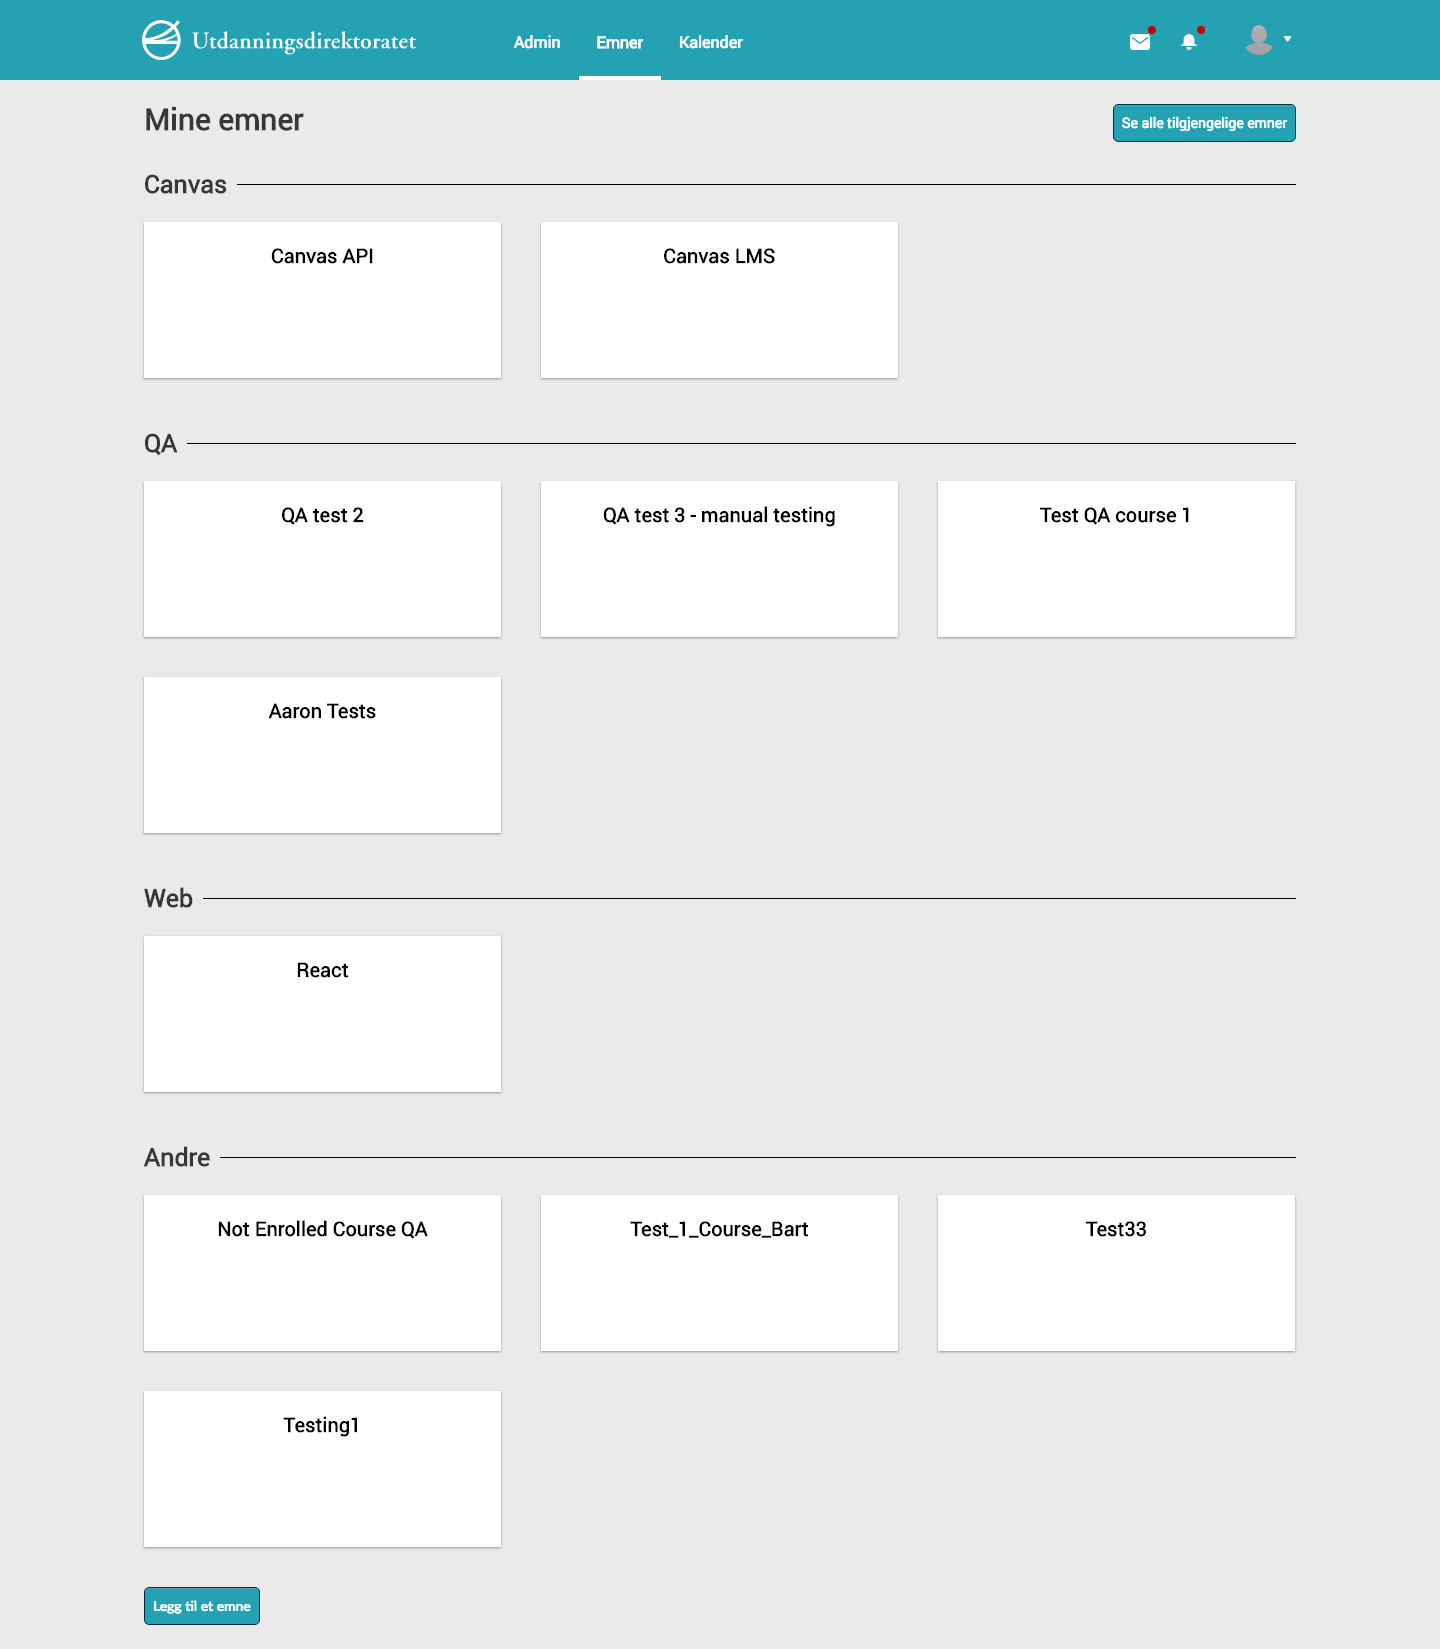 Utdanningsdirektoratet
Admin
Emner
Kalender
Mine emner
Se alle tilgjengelige emner
Canvas
Canvas API
Canvas LMS
QA
QA test 2
QA test 3 - manual testing
Test QA course 1
Aaron Tests
Web
React
Andre
Not Enrolled Course QA
Test_1_Course_Bart
Test33
Testing1
Legg til et emne